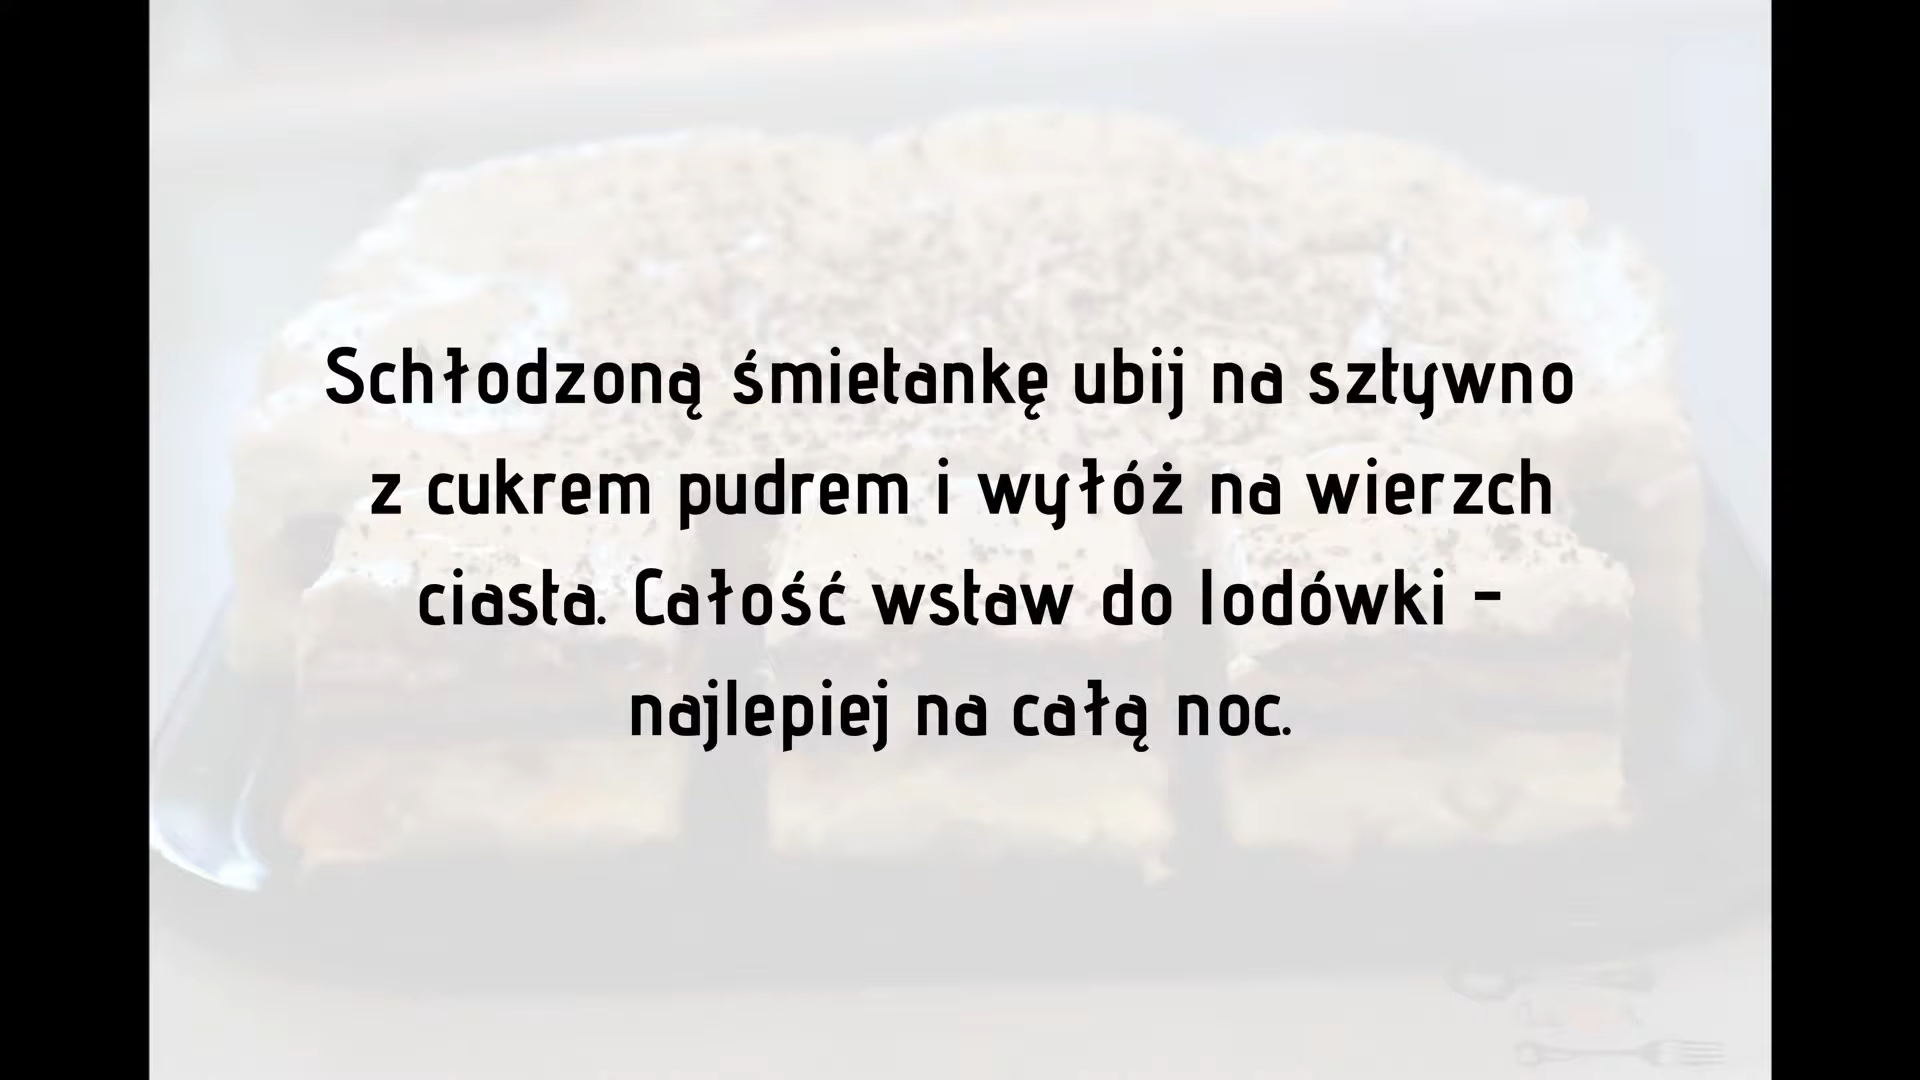 Schłodzoną śmietankę ubij na sztywno
z cukrem pudrem i wyłóż na wierzch
ciasta. Całość wstaw do lodówki -
najlepiej na całą noc.